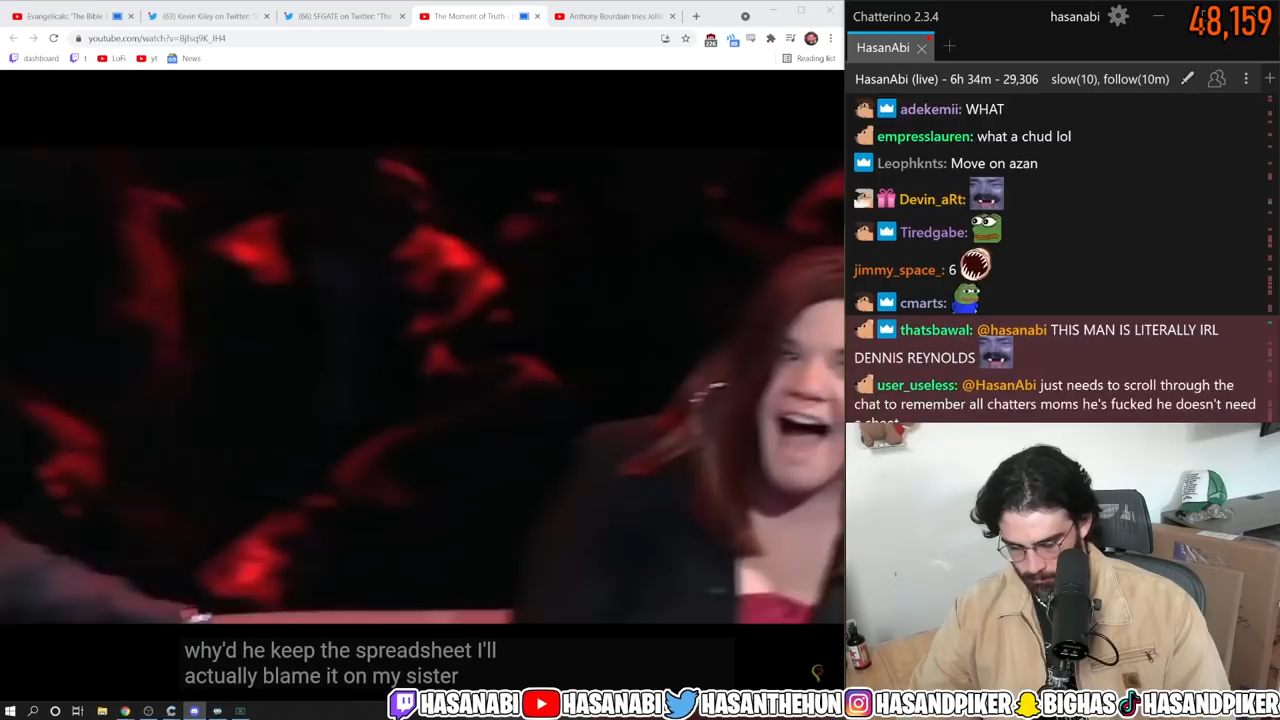 Evangelicals: 'The Bible
(63) Kevin Kiley on Twitter: "
(66) SFGATE on Twitter: "The
The Moment of Truth - (
Anthony Bourdain tries Jollib
youtube.com/watch?v=Bjfsq9K_JH4
dashboard
t
LoFi
yt
News
Reading list
Chatterino 2.3.4
hasanabi
48,159
HasanAbi
HasanAbi (live) - 6h 34m - 29,306 slow(10), follow(10m)
adekemii: WHAT
empresslauren: what a chud lol
Leophknts: Move on azan
Devin_aRt:
Tiredgabe:
jimmy_space_: 6
cmarts:
thatsbawal: @hasanabi THIS MAN IS LITERALLY IRL
DENNIS REYNOLDS
user_useless: @HasanAbi just needs to scroll through the
chat to remember all chatters moms he's fucked he doesn't need
a sheet
why'd he keep the spreadsheet I'll
actually blame it on my sister
HASANABI HASANABI HASANTHEHUN HASANDPIKER BIGHAS HASANDPIKER